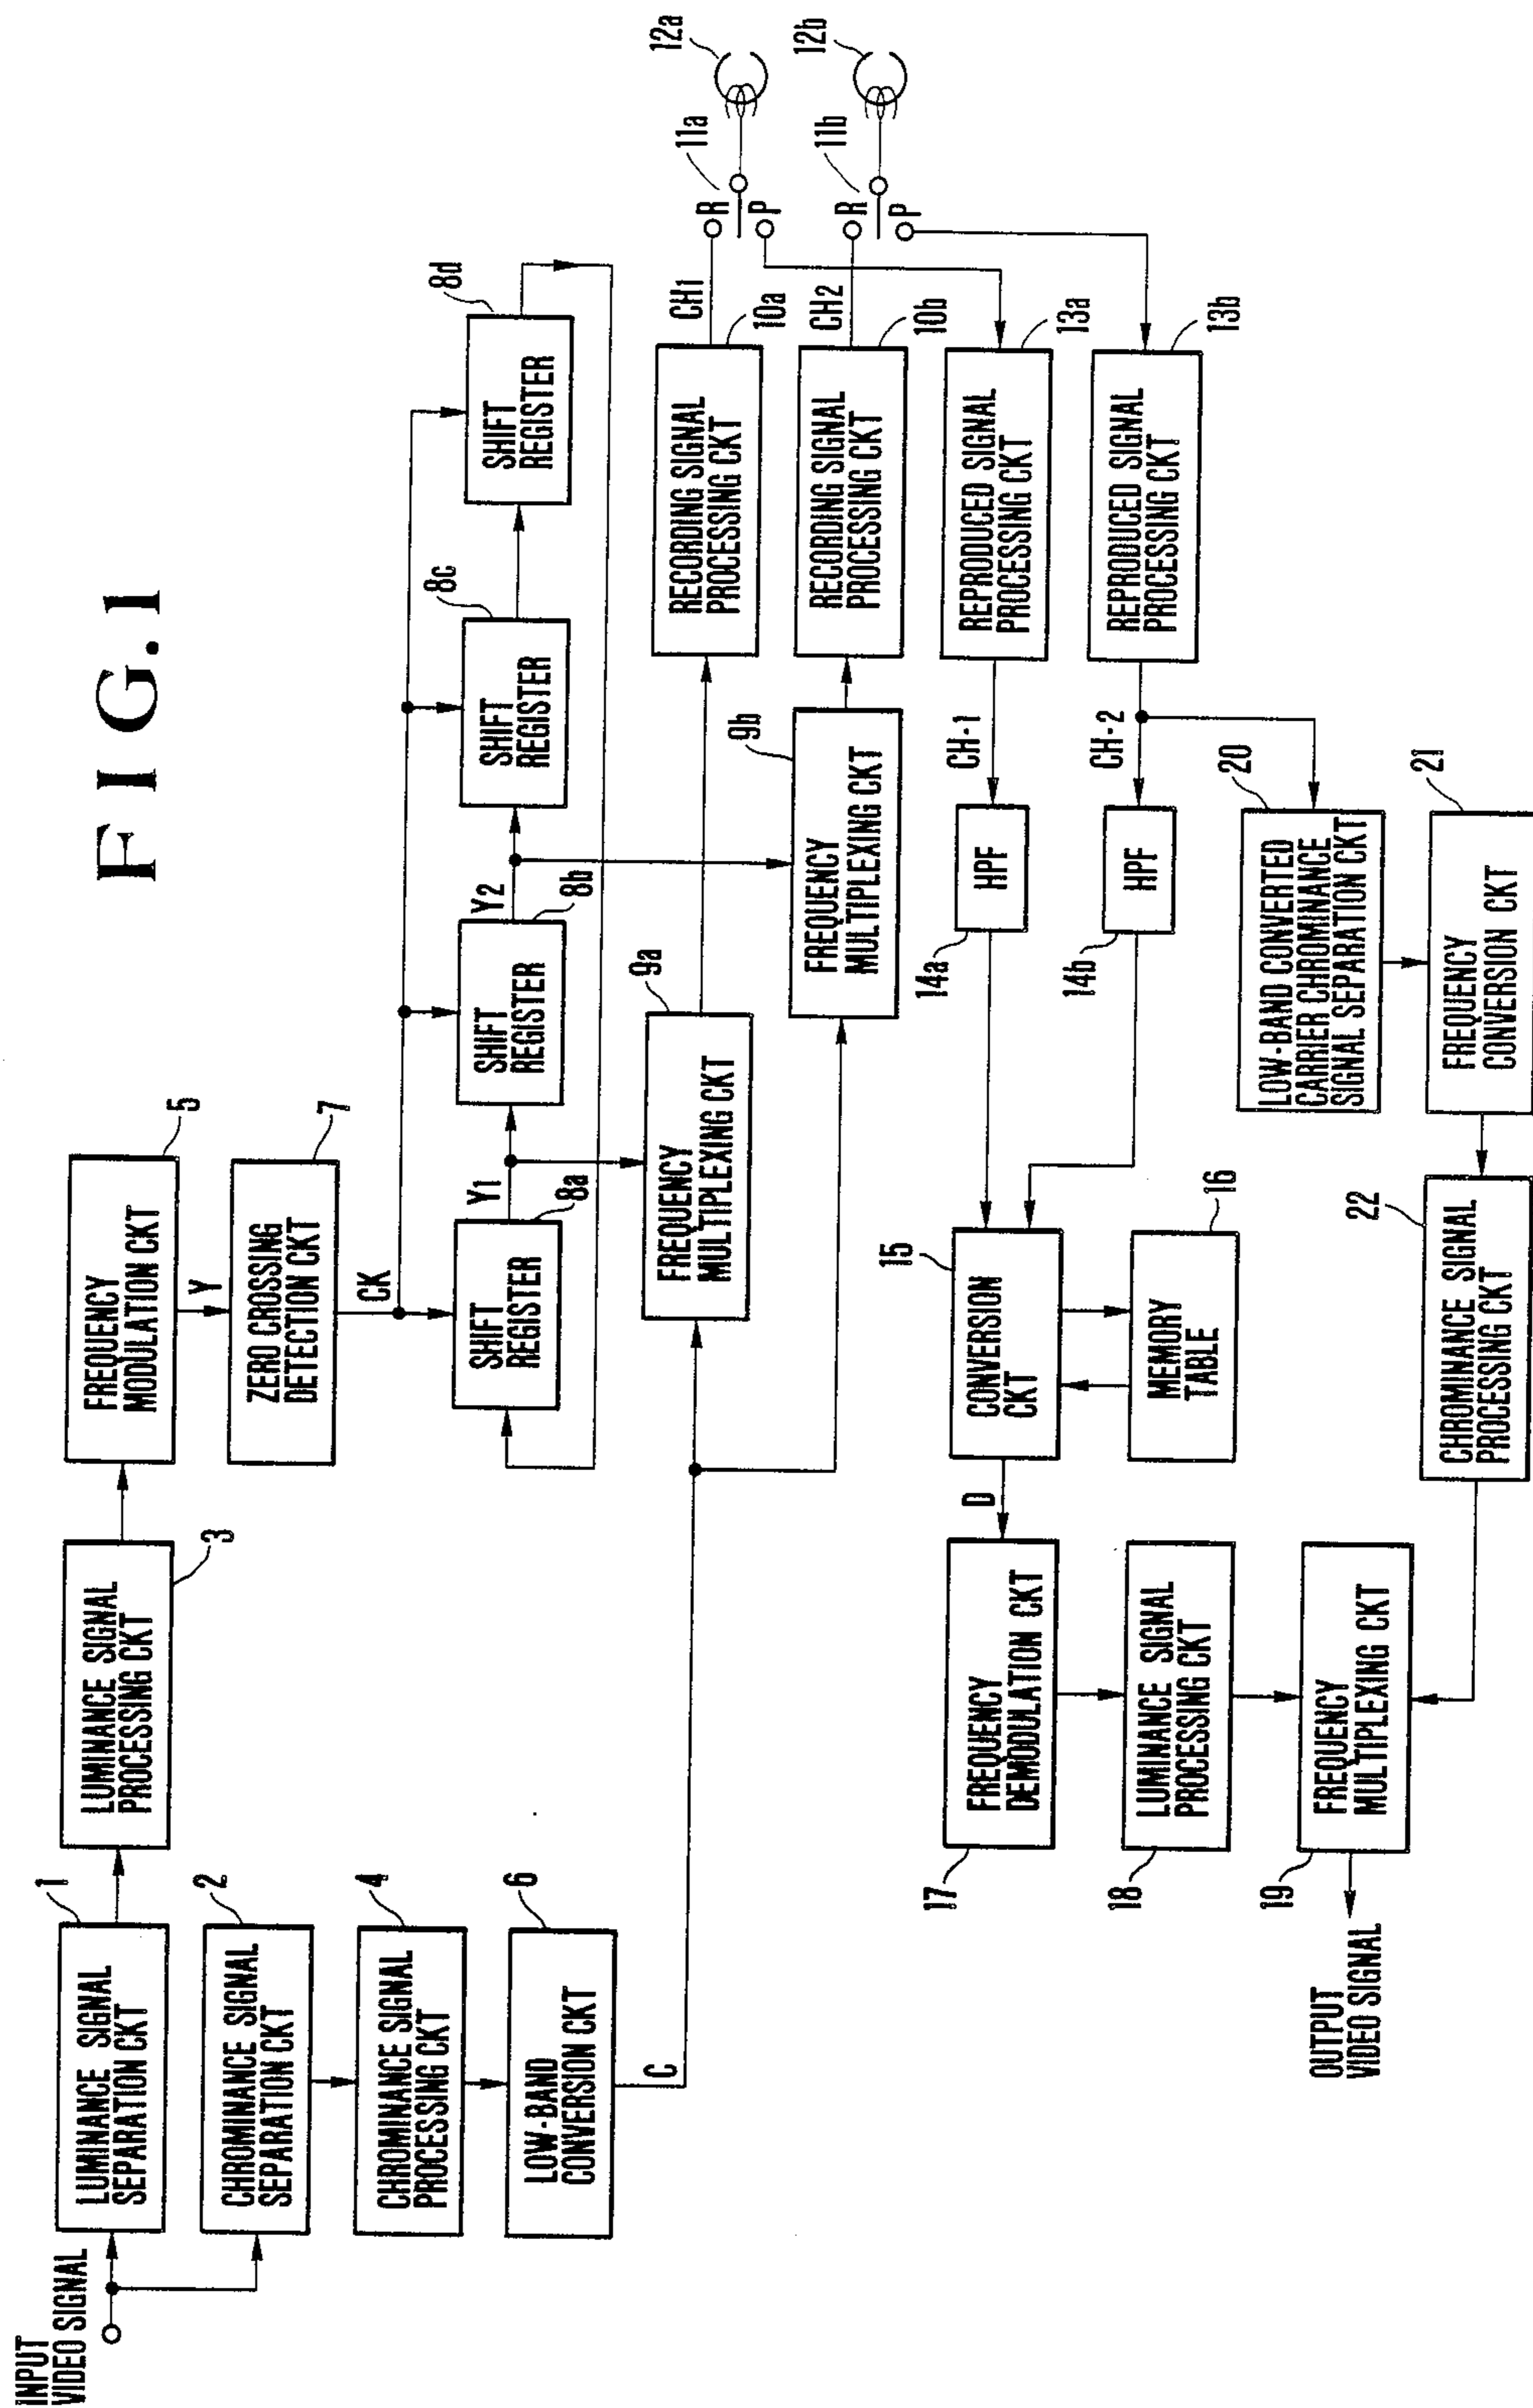 FIG.1
INPUT
VIDEO SIGNAL
1
LUMINANCE SIGNAL
SEPARATION CKT
2
CHROMINANCE SIGNAL
SEPARATION CKT
3
LUMINANCE SIGNAL
PROCESSING CKT
4
CHROMINANCE SIGNAL
PROCESSING CKT
5
FREQUENCY
MODULATION CKT
Y
6
LOW-BAND
CONVERSION CKT
C
7
ZERO CROSSING
DETECTION CKT
CK
SHIFT
REGISTER
8a
Y1
SHIFT
REGISTER
8b
Y2
SHIFT
REGISTER
8c
SHIFT
REGISTER
8d
9a
FREQUENCY
MULTIPLEXING CKT
9b
FREQUENCY
MULTIPLEXING CKT
RECORDING SIGNAL
PROCESSING CKT
10a
CH1
RECORDING SIGNAL
PROCESSING CKT
10b
CH2
11a
R
P
12a
11b
R
P
12b
REPRODUCED SIGNAL
PROCESSING CKT
13a
CH-1
REPRODUCED SIGNAL
PROCESSING CKT
13b
CH-2
HPF
14a
HPF
14b
15
CONVERSION
CKT
D
16
MEMORY
TABLE
17
FREQUENCY
DEMODULATION CKT
18
LUMINANCE SIGNAL
PROCESSING CKT
19
FREQUENCY
MULTIPLEXING CKT
OUTPUT
VIDEO SIGNAL
20
LOW-BAND CONVERTED
CARRIER CHROMINANCE
SIGNAL SEPARATION CKT
21
FREQUENCY
CONVERSION CKT
22
CHROMINANCE SIGNAL
PROCESSING CKT